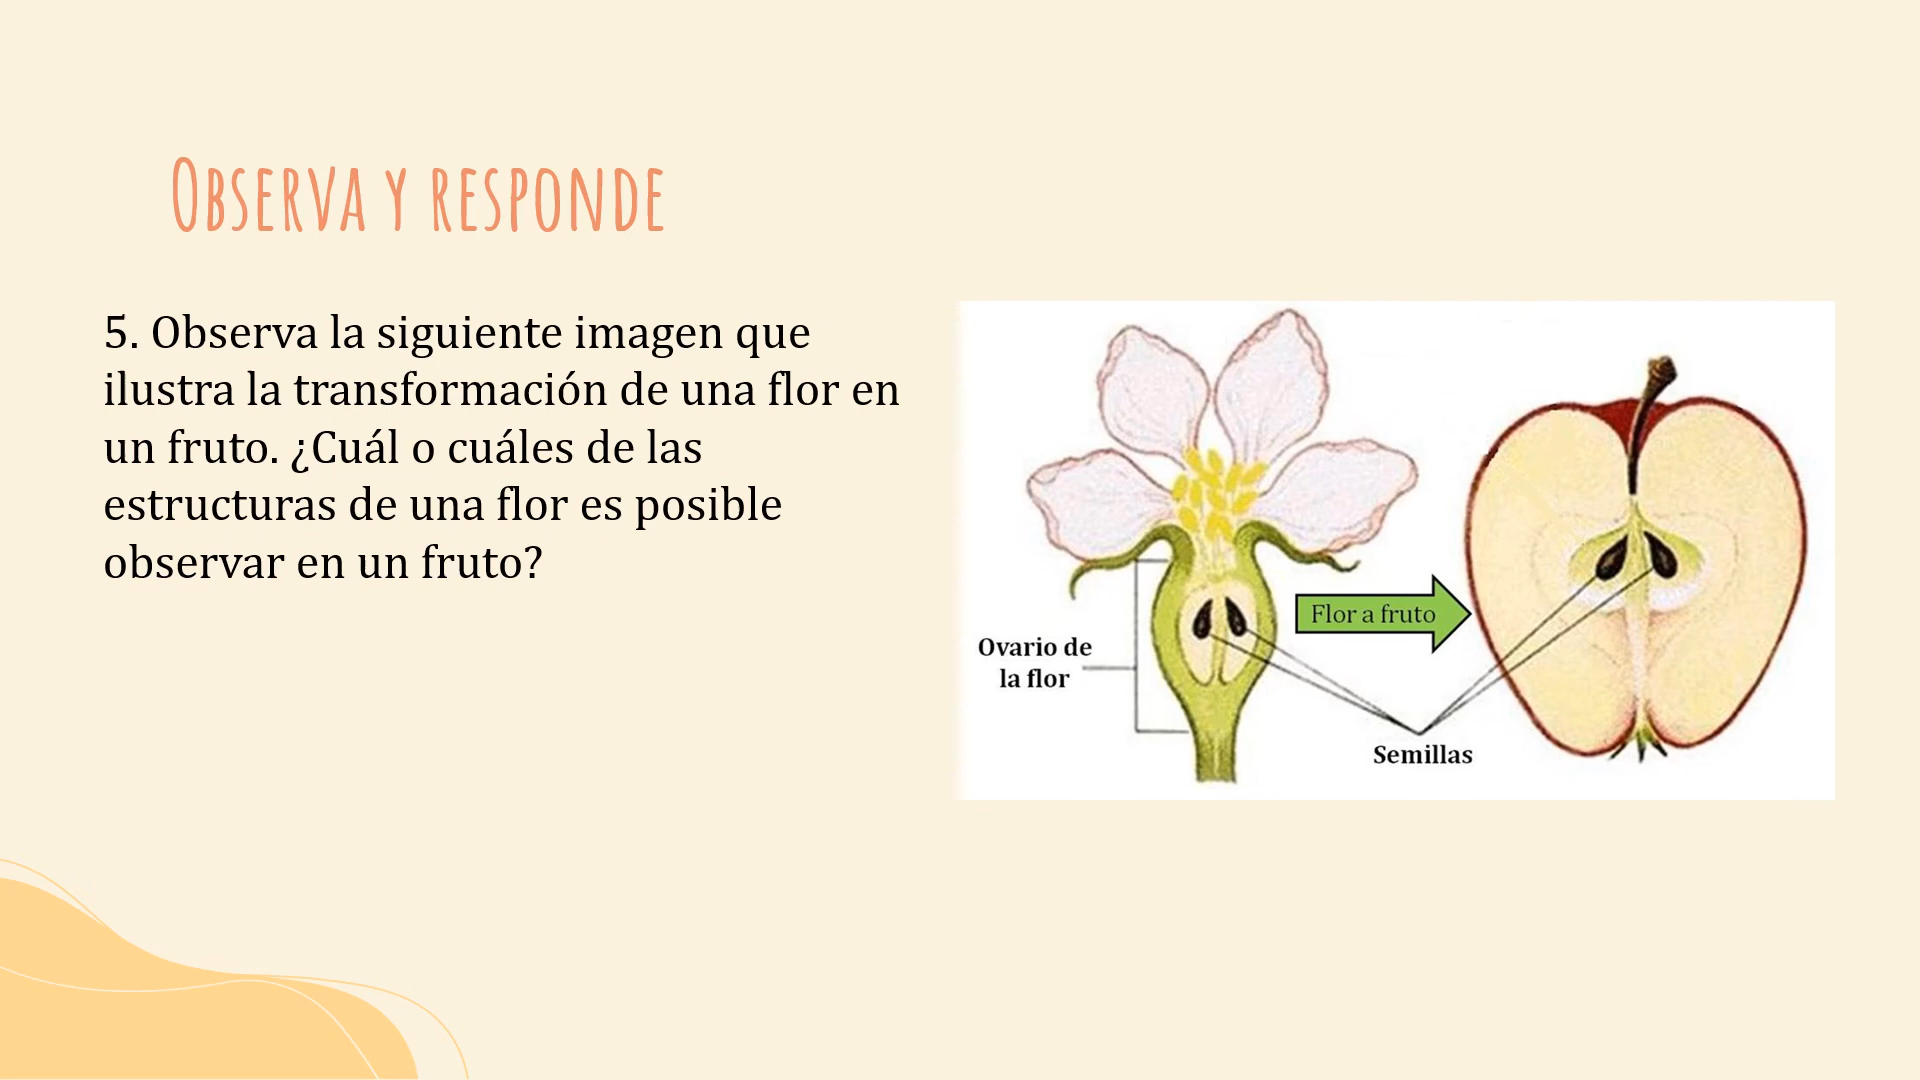 Observa y responde
5. Observa la siguiente imagen que
ilustra la transformación de una flor en
un fruto. ¿Cuál o cuáles de las
estructuras de una flor es posible
observar en un fruto?
Ovario de
la flor
Flor a fruto
Semillas